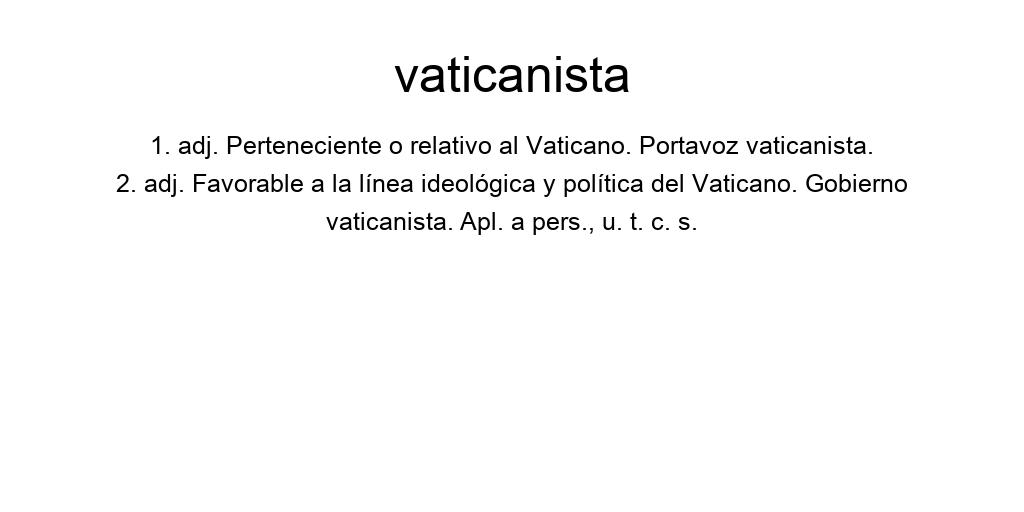 vaticanista
1. adj. Perteneciente o relativo al Vaticano. Portavoz vaticanista.
2. adj. Favorable a la línea ideológica y política del Vaticano. Gobierno
vaticanista. Apl. a pers., u. t. c. s.